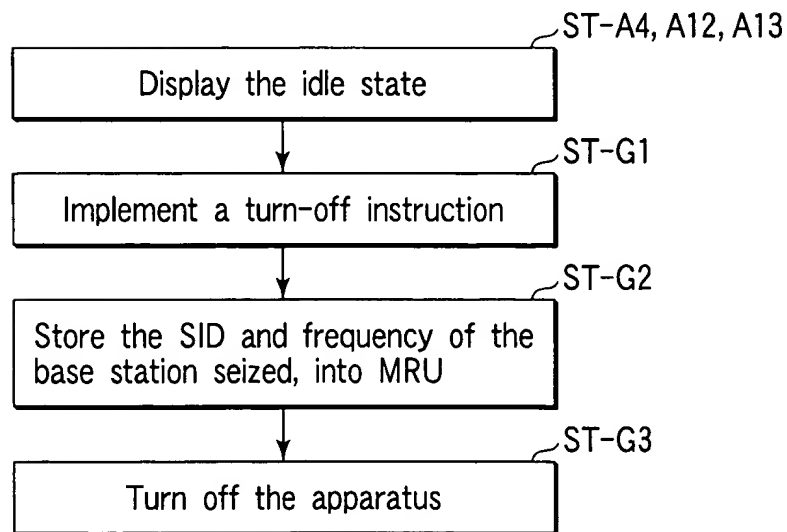 ST-A4, A12, A13
Display the idle state
ST-G1
Implement a turn-off instruction
ST-G2
Store the SID and frequency of the
base station seized, into MRU
ST-G3
Turn off the apparatus